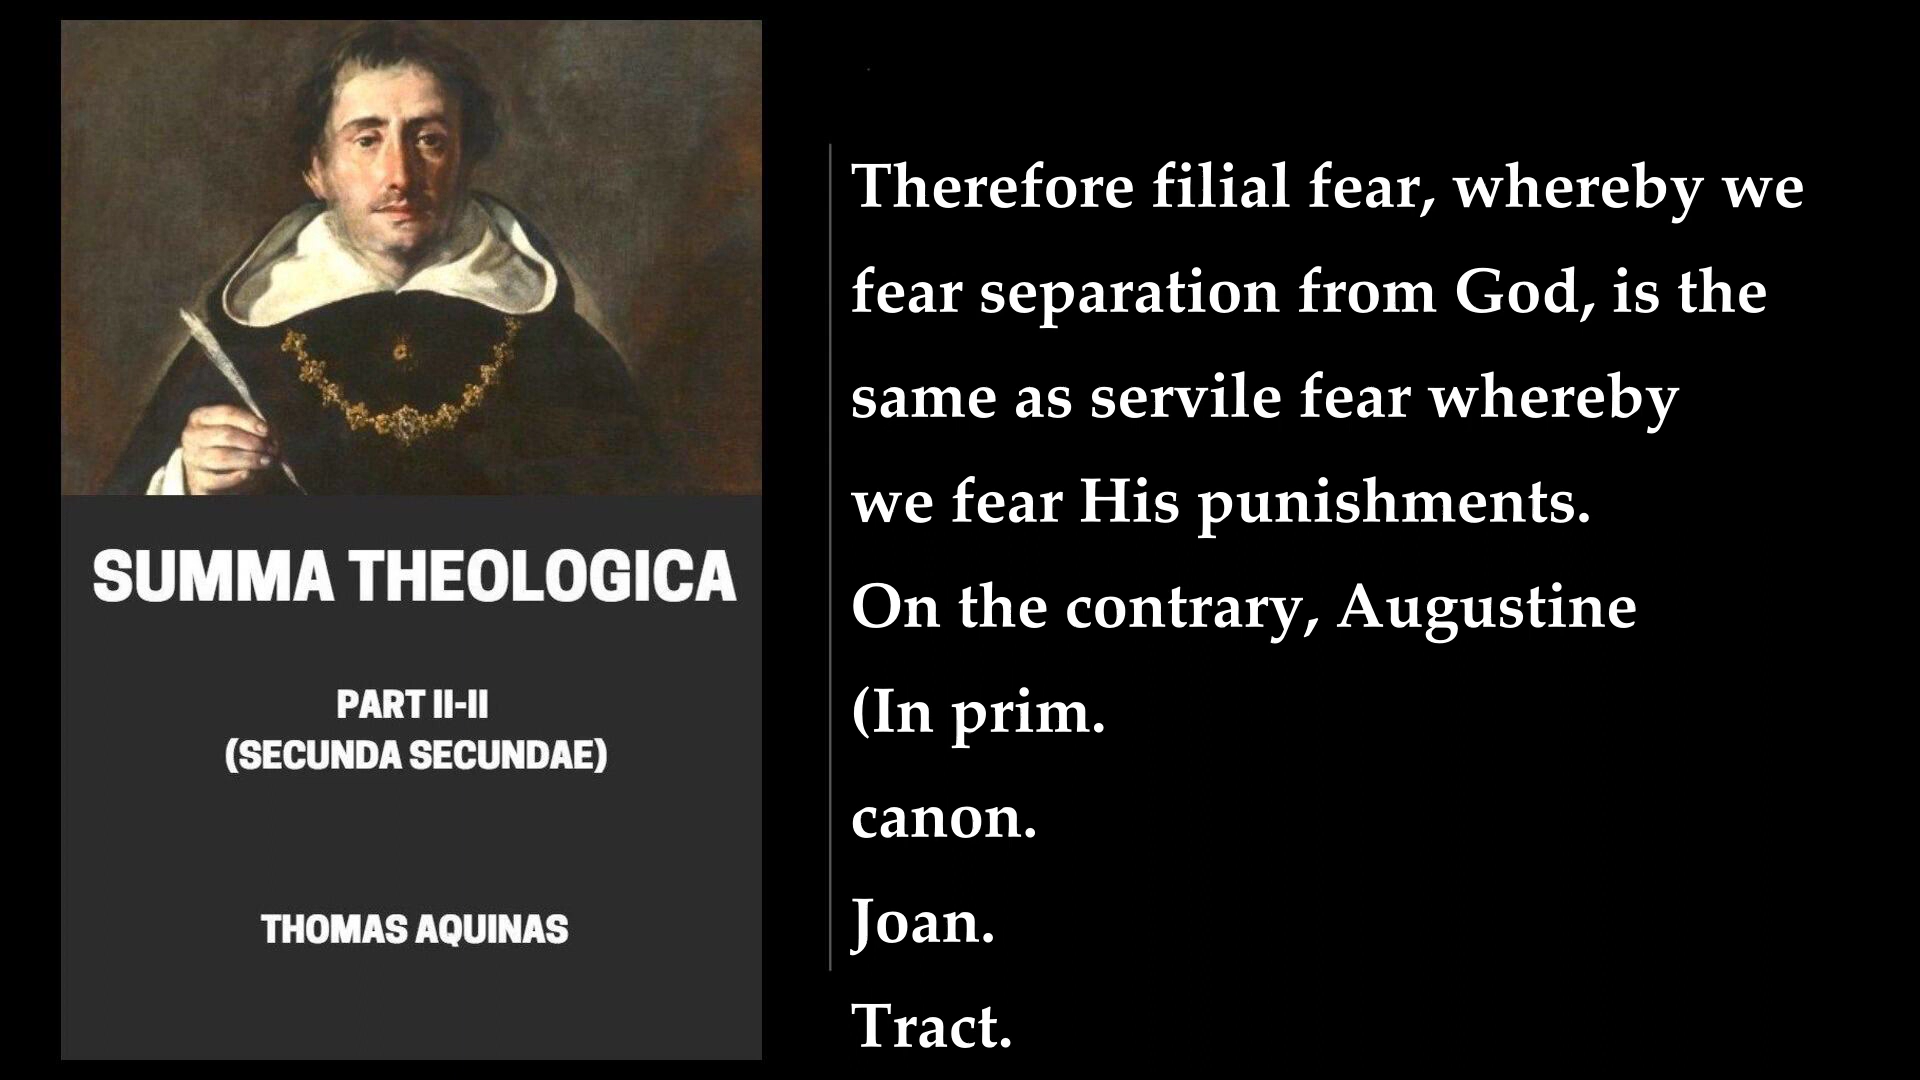 SUMMA THEOLOGICA
PART II-II
(SECUNDA SECUNDAE)
THOMAS AQUINAS
Therefore filial fear, whereby we
fear separation from God, is the
same as servile fear whereby
we fear His punishments.
On the contrary, Augustine
(In prim.
canon.
Joan.
Tract.